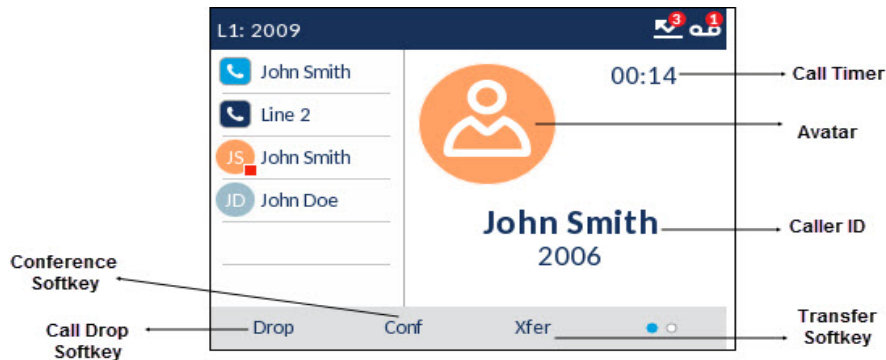 L1: 2009
3
1
John Smith
00:14
Call Timer
Line 2
Avatar
JS
John Smith
JD
John Doe
John Smith
Caller ID
2006
Conference
Softkey
Drop
Conf
Xfer
Call Drop
Softkey
Transfer
Softkey